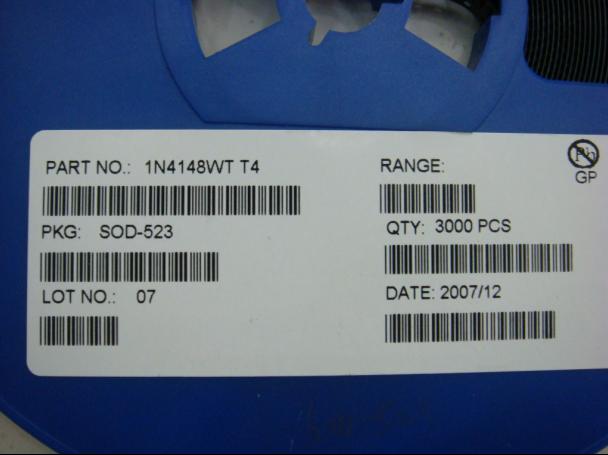 PART NO.: 1N4148WT T4
RANGE:
Pb
GP
PKG: SOD-523
QTY: 3000 PCS
LOT NO.: 07
DATE: 2007/12